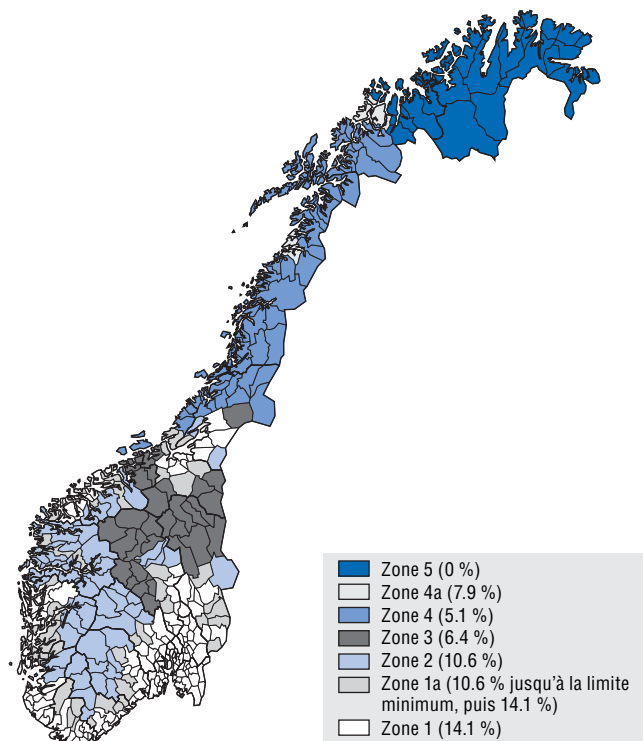 Zone 5 (0 %)
Zone 4a (7.9 %)
Zone 4 (5.1 %)
Zone 3 (6.4 %)
Zone 2 (10.6 %)
Zone 1a (10.6 % jusqu'à la limite
minimum, puis 14.1 %)
Zone 1 (14.1 %)